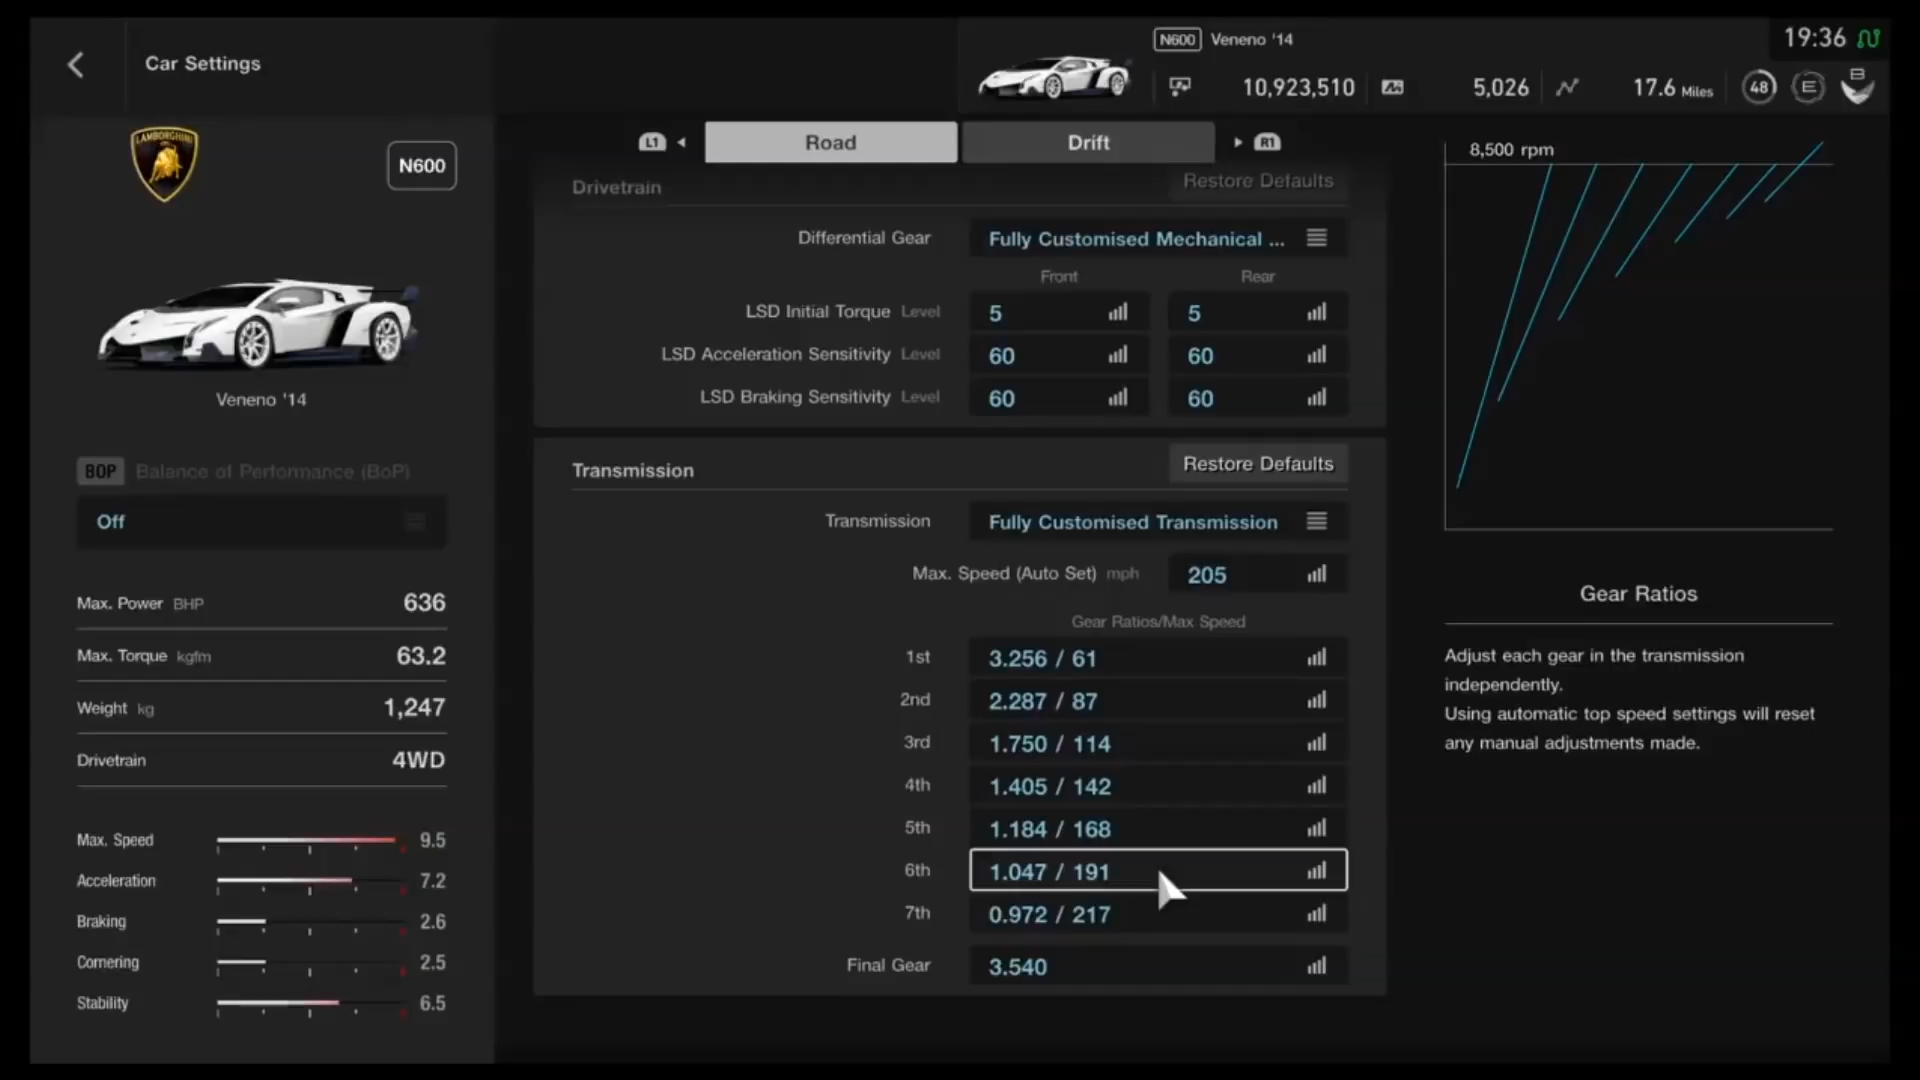 Car Settings
N600 Veneno '14
19:36
10,923,510
5,026
17.6 Miles
48
E
B
LAMBORGHINI
N600
Veneno '14
BOP Balance of Performance (BoP)
Off
Max. Power BHP 636
Max. Torque kgfm 63.2
Weight kg 1,247
Drivetrain 4WD
Max. Speed 9.5
Acceleration 7.2
Braking 2.6
Cornering 2.5
Stability 6.5
L1 Road Drift R1
Drivetrain Restore Defaults
Differential Gear Fully Customised Mechanical ...
Front Rear
LSD Initial Torque Level 5 5
LSD Acceleration Sensitivity Level 60 60
LSD Braking Sensitivity Level 60 60
Transmission Restore Defaults
Transmission Fully Customised Transmission
Max. Speed (Auto Set) mph 205
Gear Ratios/Max Speed
1st 3.256 / 61
2nd 2.287 / 87
3rd 1.750 / 114
4th 1.405 / 142
5th 1.184 / 168
6th 1.047 / 191
7th 0.972 / 217
Final Gear 3.540
8,500 rpm
Gear Ratios
Adjust each gear in the transmission
independently.
Using automatic top speed settings will reset
any manual adjustments made.